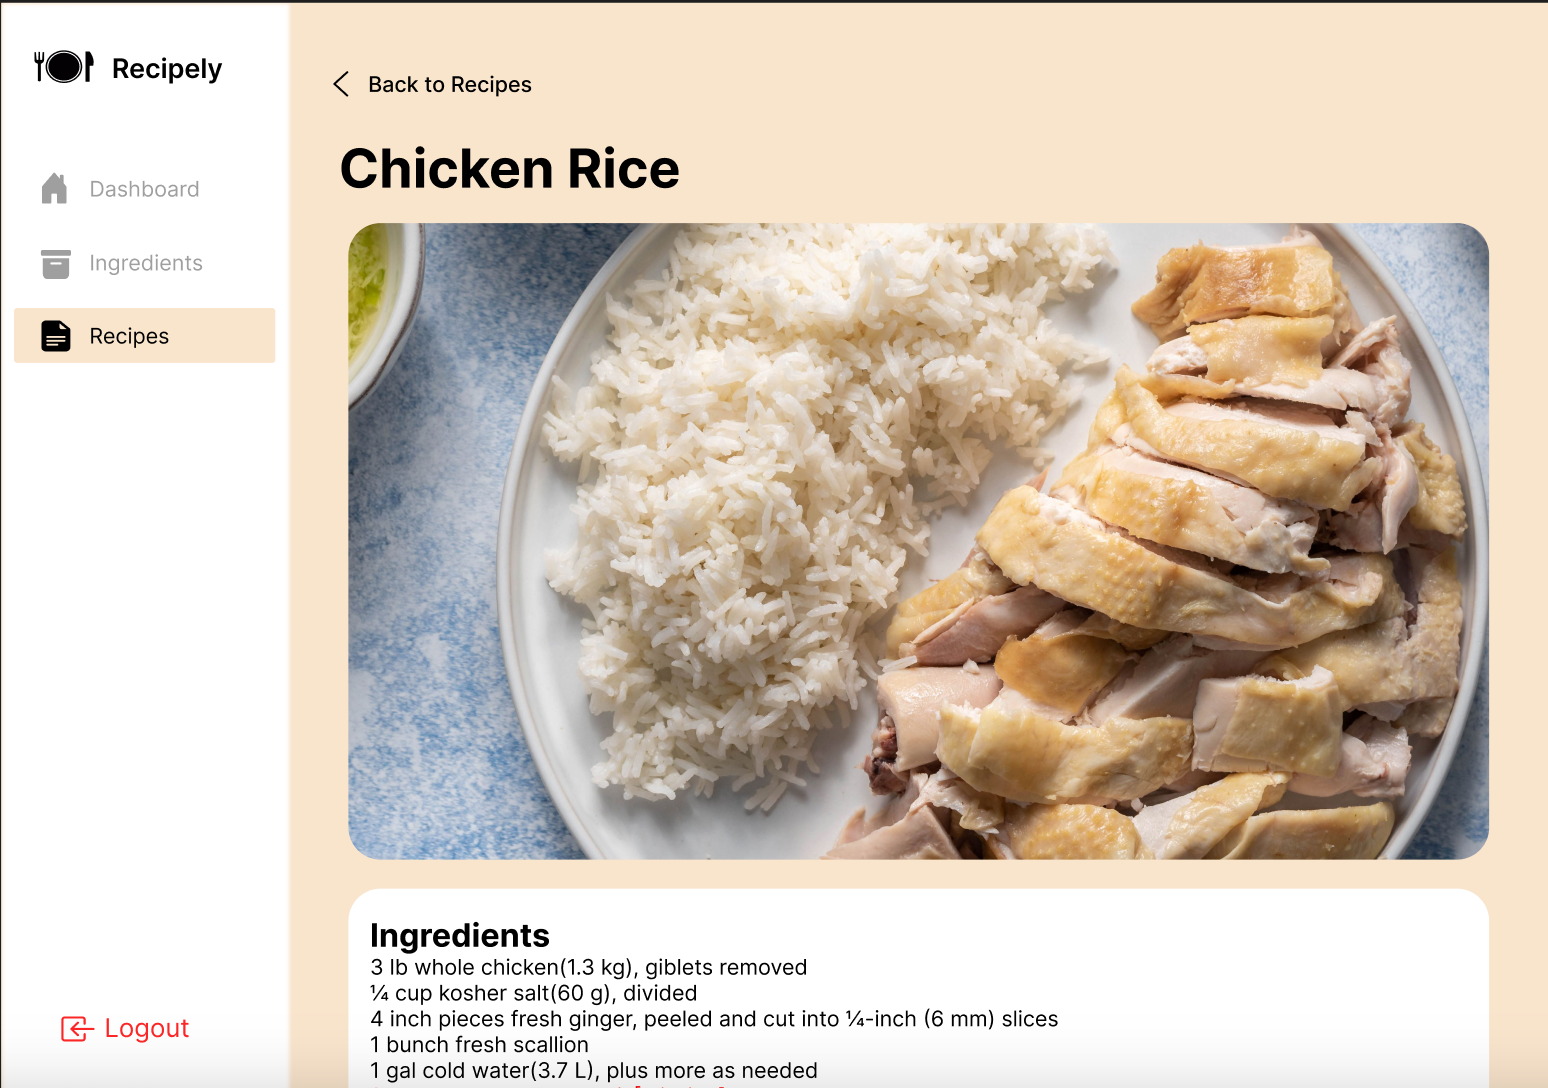 Recipely
Dashboard
Ingredients
Recipes
Logout
Back to Recipes
Chicken Rice
Ingredients
3 lb whole chicken(1.3 kg), giblets removed
¼ cup kosher salt(60 g), divided
4 inch pieces fresh ginger, peeled and cut into ¼-inch (6 mm) slices
1 bunch fresh scallion
1 gal cold water(3.7 L), plus more as needed